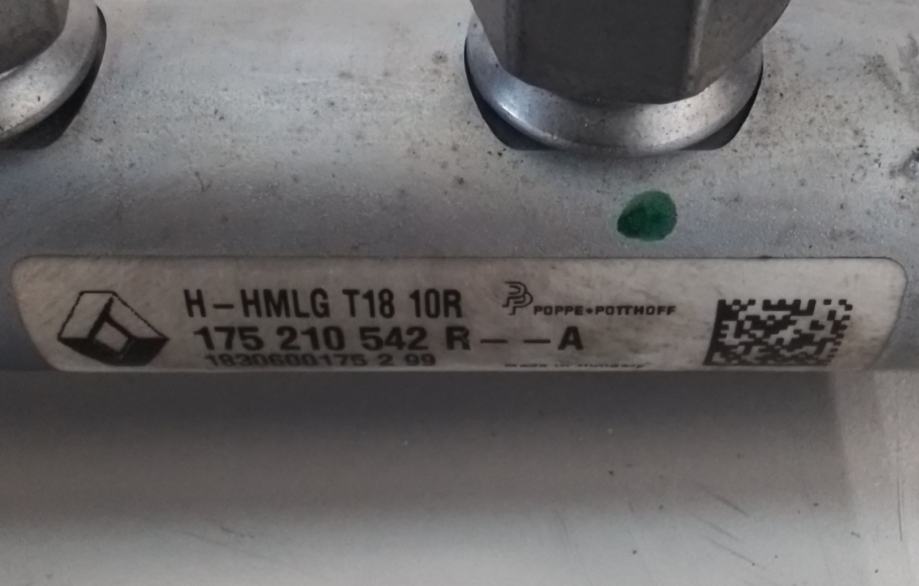 H-HMLG T18 10R
POPPE+POTTHOFF
175 210 542 R--A
1830600175 2 99